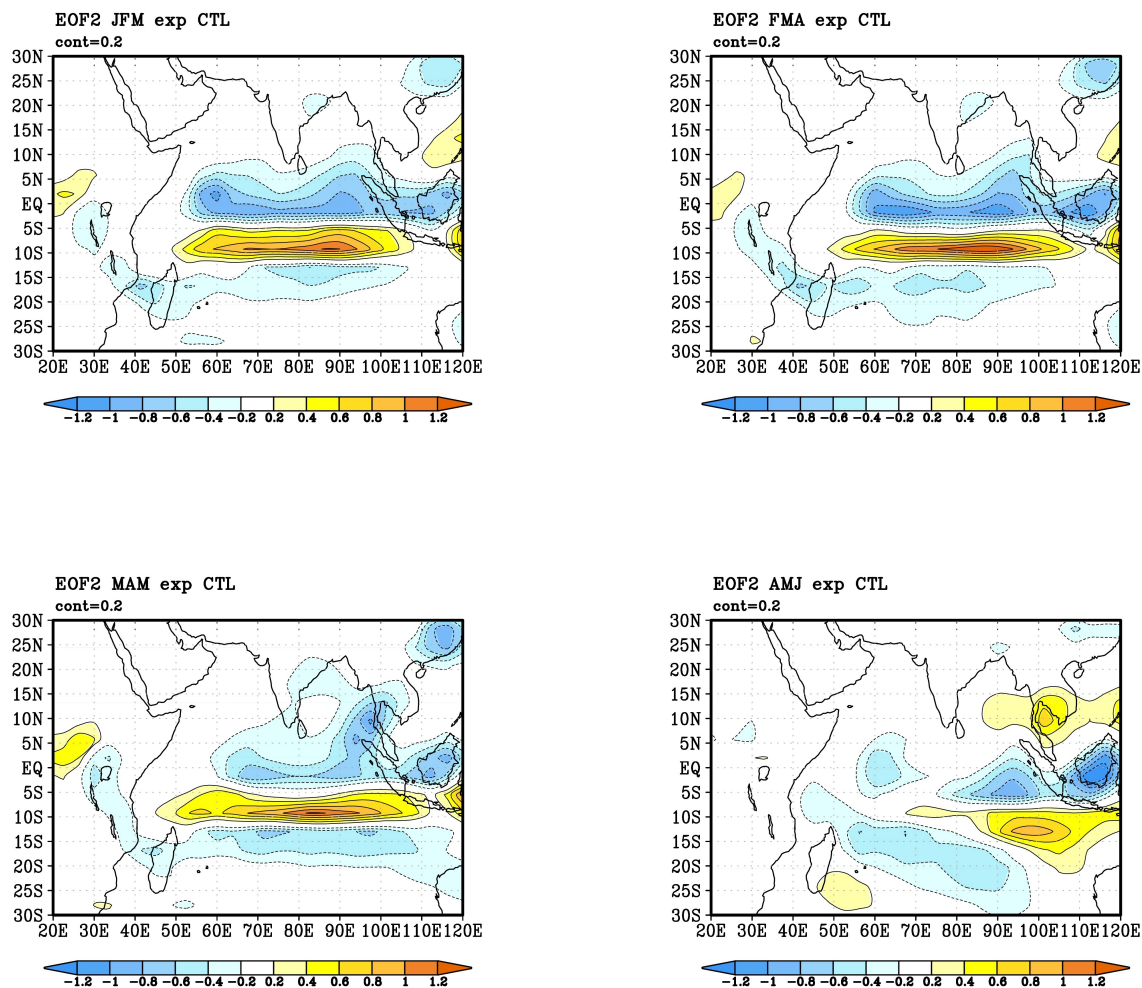 EOF2 JFM exp CTL
cont=0.2
30N
25N
20N
15N
10N
5N
EQ
5S
10S
15S
20S
25S
30S
20E 30E 40E 50E 60E 70E 80E 90E 100E 110E 120E
-1.2 -1 -0.8 -0.6 -0.4 -0.2 0.2 0.4 0.6 0.8 1 1.2
EOF2 FMA exp CTL
cont=0.2
30N
25N
20N
15N
10N
5N
EQ
5S
10S
15S
20S
25S
30S
20E 30E 40E 50E 60E 70E 80E 90E 100E 110E 120E
-1.2 -1 -0.8 -0.6 -0.4 -0.2 0.2 0.4 0.6 0.8 1 1.2
EOF2 MAM exp CTL
cont=0.2
30N
25N
20N
15N
10N
5N
EQ
5S
10S
15S
20S
25S
30S
20E 30E 40E 50E 60E 70E 80E 90E 100E 110E 120E
-1.2 -1 -0.8 -0.6 -0.4 -0.2 0.2 0.4 0.6 0.8 1 1.2
EOF2 AMJ exp CTL
cont=0.2
30N
25N
20N
15N
10N
5N
EQ
5S
10S
15S
20S
25S
30S
20E 30E 40E 50E 60E 70E 80E 90E 100E 110E 120E
-1.2 -1 -0.8 -0.6 -0.4 -0.2 0.2 0.4 0.6 0.8 1 1.2